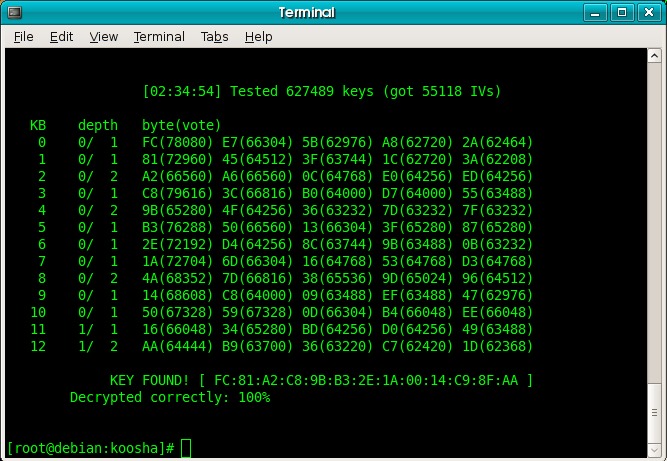 Terminal
File Edit View Terminal Tabs Help
[02:34:54] Tested 627489 keys (got 55118 IVs)
KB depth byte(vote)
0 0/ 1 FC(78080) E7(66304) 5B(62976) A8(62720) 2A(62464)
1 0/ 1 81(72960) 45(64512) 3F(63744) 1C(62720) 3A(62208)
2 0/ 2 A2(66560) A6(66560) 0C(64768) E0(64256) ED(64256)
3 0/ 1 C8(79616) 3C(66816) B0(64000) D7(64000) 55(63488)
4 0/ 2 9B(65280) 4F(64256) 36(63232) 7D(63232) 7F(63232)
5 0/ 1 B3(76288) 50(66560) 13(66304) 3F(65280) 87(65280)
6 0/ 1 2E(72192) D4(64256) 8C(63744) 9B(63488) 0B(63232)
7 0/ 1 1A(72704) 6D(66304) 16(64768) 53(64768) D3(64768)
8 0/ 2 4A(68352) 7D(66816) 38(65536) 9D(65024) 96(64512)
9 0/ 1 14(68608) C8(64000) 09(63488) EF(63488) 47(62976)
10 0/ 1 50(67328) 59(67328) 0D(66304) B4(66048) EE(66048)
11 1/ 1 16(66048) 34(65280) BD(64256) D0(64256) 49(63488)
12 1/ 2 AA(64444) B9(63700) 36(63220) C7(62420) 1D(62368)
KEY FOUND! [ FC:81:A2:C8:9B:B3:2E:1A:00:14:C9:8F:AA ]
Decrypted correctly: 100%
[root@debian:koosha]#